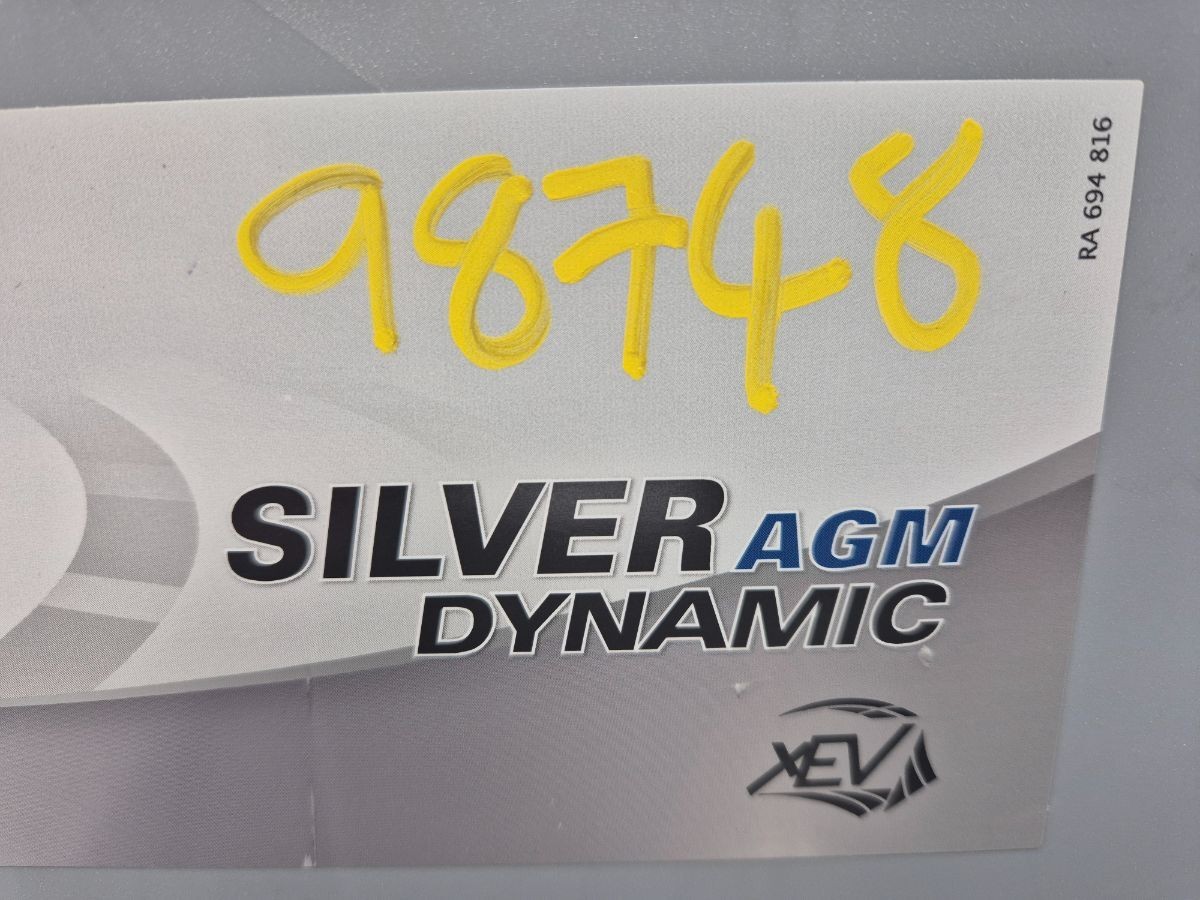 98748
RA 694 816
SILVER AGM
DYNAMIC
xEV